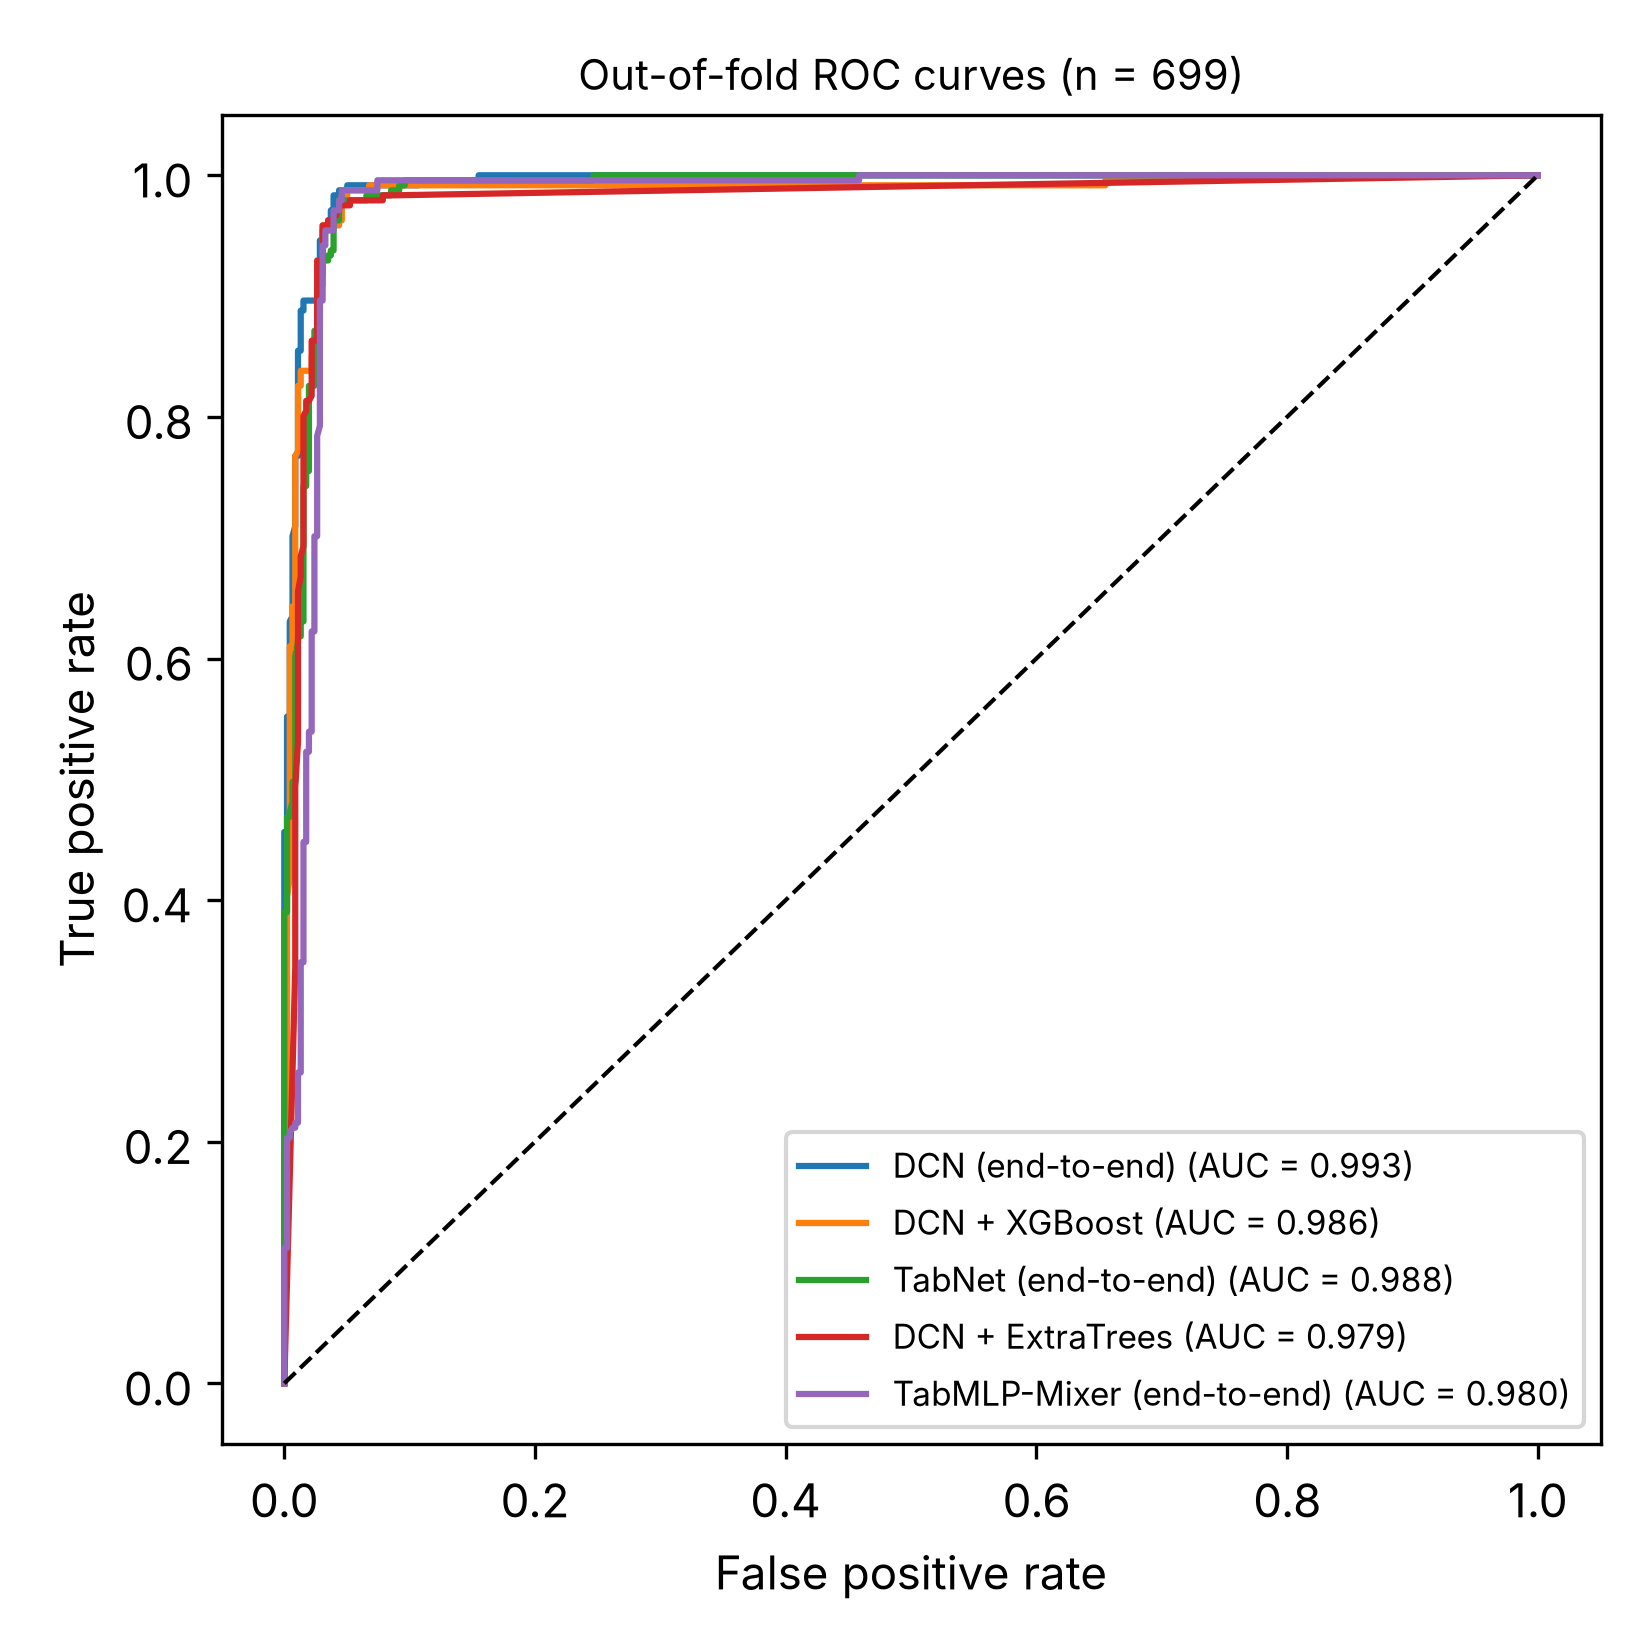 Out-of-fold ROC curves (n = 699)
True positive rate
1.0
0.8
0.6
0.4
0.2
0.0
DCN (end-to-end) (AUC = 0.993)
DCN + XGBoost (AUC = 0.986)
TabNet (end-to-end) (AUC = 0.988)
DCN + ExtraTrees (AUC = 0.979)
TabMLP-Mixer (end-to-end) (AUC = 0.980)
0.0 0.2 0.4 0.6 0.8 1.0
False positive rate